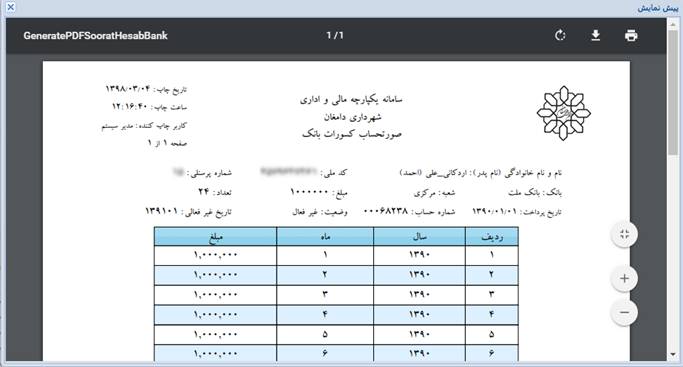 پیش نمایش
GeneratePDFSooratHesabBank
1 / 1
سامانه یکپارچه مالی و اداری
شهرداری دامغان
صورتحساب کسورات بانک
تاریخ چاپ: ۱۳۹۸/۰۳/۰۴
ساعت چاپ: ۱۲:۱۶:۴۰
کاربر چاپ کننده: مدیر سیستم
صفحه ۱ از ۱
نام و نام خانوادگی (نام پدر): اردکانی_علی (احمد) کد ملی: شماره پرسنلی:
بانک: بانک ملت شعبه: مرکزی مبلغ: ۱۰۰۰۰۰۰ تعداد: ۲۴
تاریخ پرداخت: ۱۳۹۰/۰۱/۰۱ شماره حساب: ۰۰۰۶۸۲۳۸ وضعیت: غیر فعال تاریخ غیر فعالی: ۱۳۹۱۰۱
ردیف سال ماه مبلغ
۱ ۱۳۹۰ ۱ ۱,۰۰۰,۰۰۰
۲ ۱۳۹۰ ۲ ۱,۰۰۰,۰۰۰
۳ ۱۳۹۰ ۳ ۱,۰۰۰,۰۰۰
۴ ۱۳۹۰ ۴ ۱,۰۰۰,۰۰۰
۵ ۱۳۹۰ ۵ ۱,۰۰۰,۰۰۰
۶ ۱۳۹۰ ۶ ۱,۰۰۰,۰۰۰